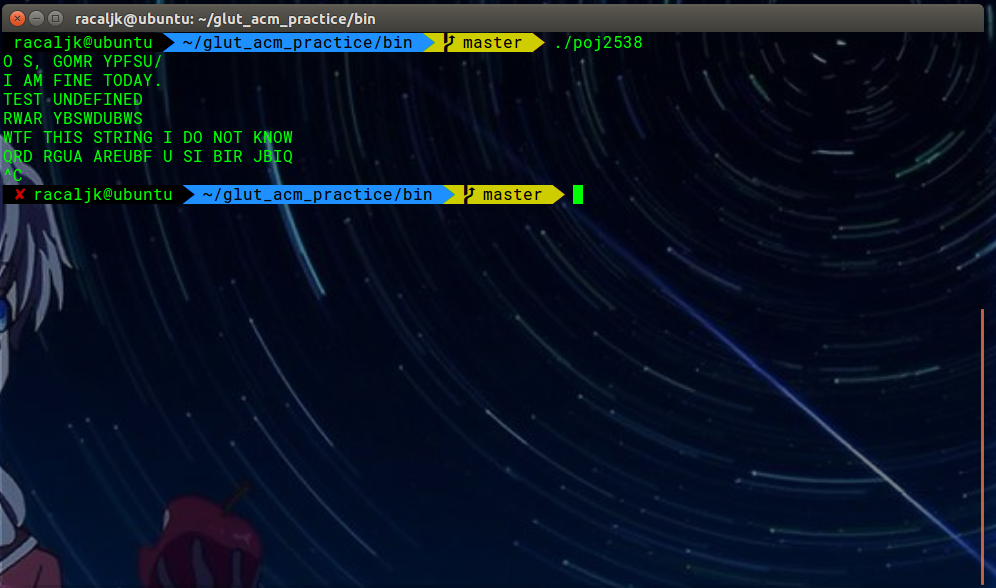 racaljk@ubuntu: ~/glut_acm_practice/bin
racaljk@ubuntu ~/glut_acm_practice/bin master ./poj2538
O S, GOMR YPFSU/
I AM FINE TODAY.
TEST UNDEFINED
RWAR YBSWDUBWS
WTF THIS STRING I DO NOT KNOW
QRD RGUA AREUBF U SI BIR JBIQ
^C
✘ racaljk@ubuntu ~/glut_acm_practice/bin master